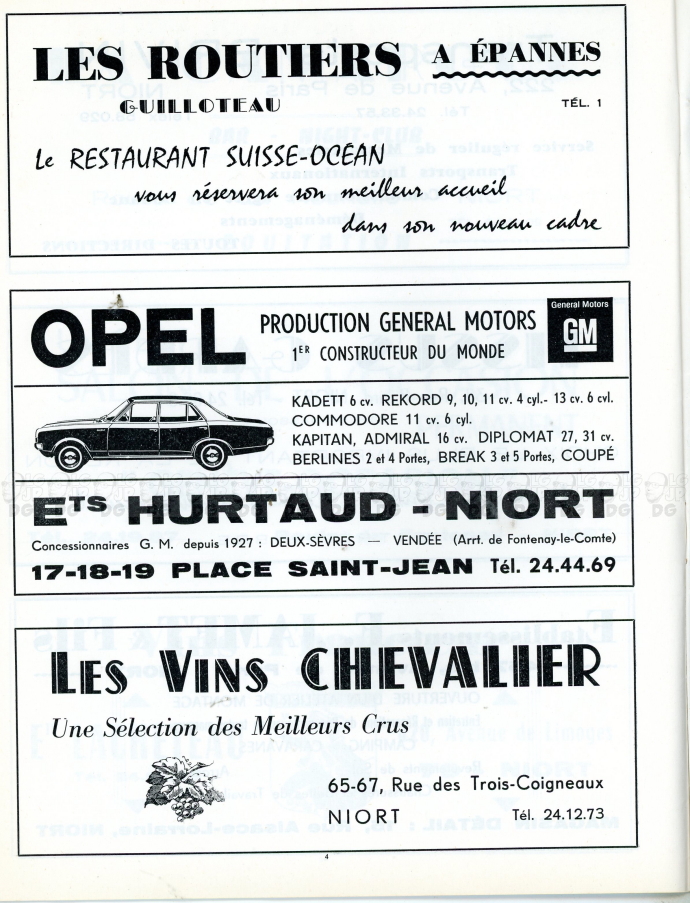 LES ROUTIERS A ÉPANNES
GUILLOTEAU TÉL. 1
Le RESTAURANT SUISSE-OCÉAN
vous réservera son meilleur accueil
dans son nouveau cadre
OPEL
PRODUCTION GENERAL MOTORS
1ER CONSTRUCTEUR DU MONDE
General Motors
GM
KADETT 6 cv. REKORD 9, 10, 11 cv. 4 cyl.- 13 cv. 6 cvl.
COMMODORE 11 cv. 6 cyl.
KAPITAN, ADMIRAL 16 cv. DIPLOMAT 27, 31 cv.
BERLINES 2 et 4 Portes, BREAK 3 et 5 Portes, COUPÉ
ETS HURTAUD - NIORT
Concessionnaires G. M. depuis 1927 : DEUX-SÈVRES — VENDÉE (Arrt. de Fontenay-le-Comte)
17-18-19 PLACE SAINT-JEAN Tél. 24.44.69
LES VINS CHEVALIER
Une Sélection des Meilleurs Crus
65-67, Rue des Trois-Coigneaux
NIORT Tél. 24.12.73
4